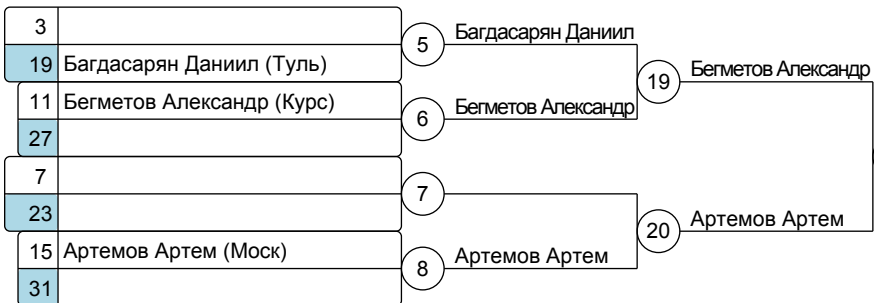 3
5
Багдасарян Даниил
19 Багдасарян Даниил (Туль)
19
Бегметов Александр
11 Бегметов Александр (Курс)
6
Бегметов Александр
27
7
7
23
20
Артемов Артем
15 Артемов Артем (Моск)
8
Артемов Артем
31